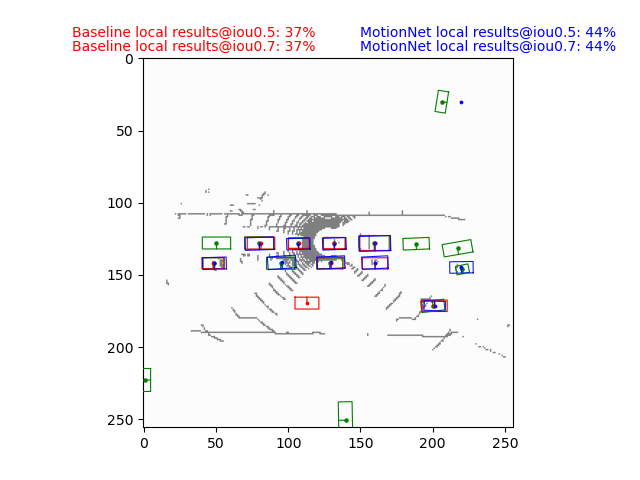 Baseline local results@iou0.5: 37% MotionNet local results@iou0.5: 44%
Baseline local results@iou0.7: 37% MotionNet local results@iou0.7: 44%
0
50
100
150
200
250
0 50 100 150 200 250